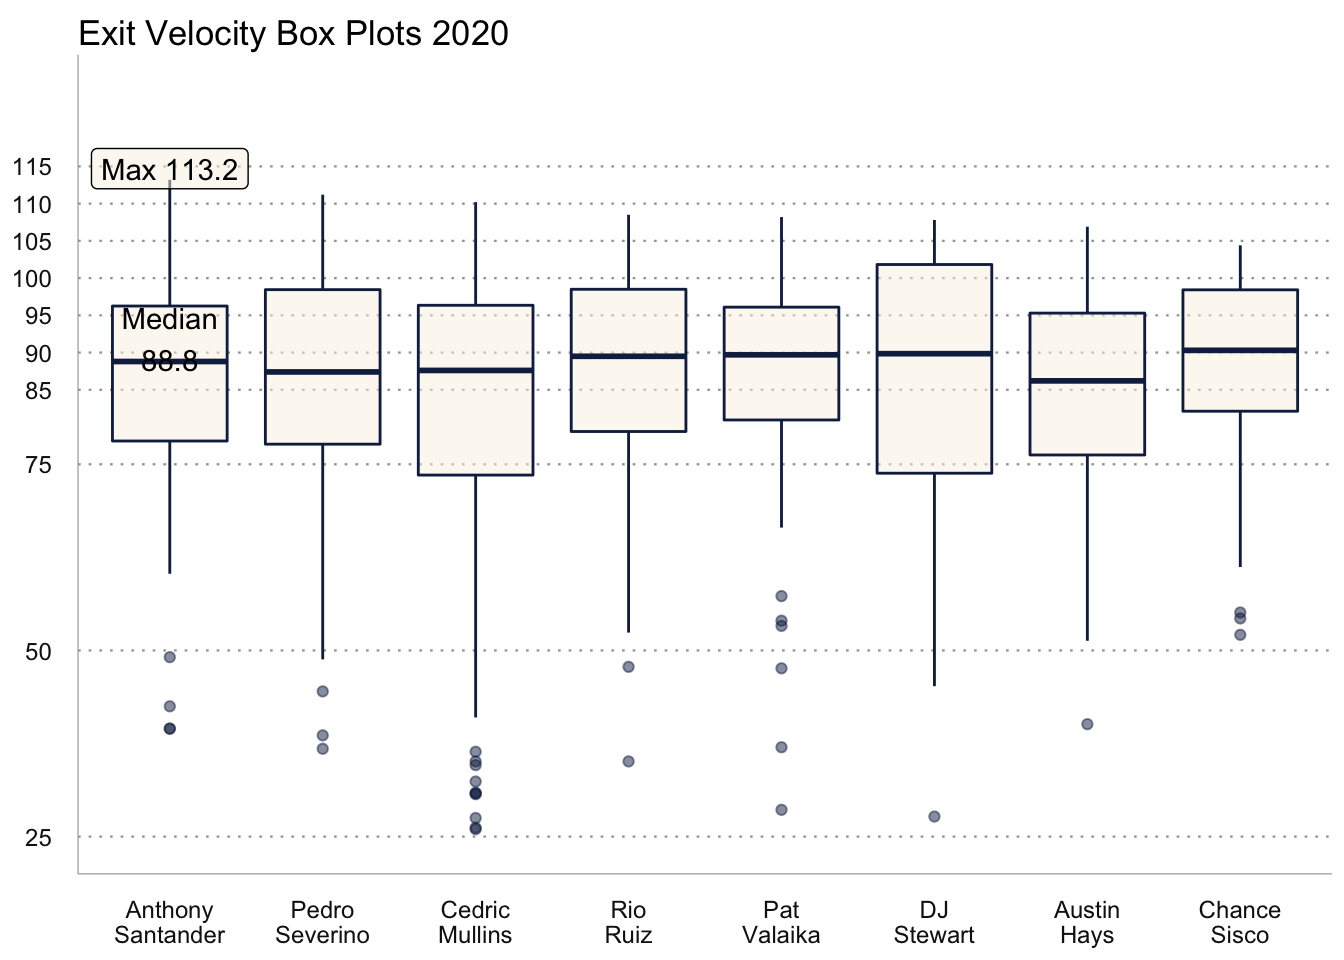 Exit Velocity Box Plots 2020
115
110
105
100
95
90
85
75
50
25
Max 113.2
Median
88.8
Anthony
Santander
Pedro
Severino
Cedric
Mullins
Rio
Ruiz
Pat
Valaika
DJ
Stewart
Austin
Hays
Chance
Sisco